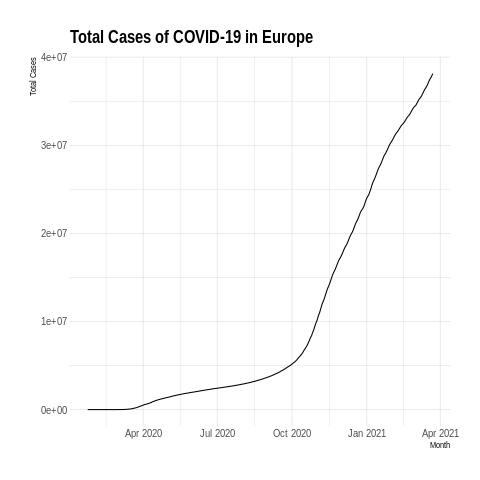 Total Cases of COVID-19 in Europe
Total Cases
4e+07
3e+07
2e+07
1e+07
0e+00
Apr 2020 Jul 2020 Oct 2020 Jan 2021 Apr 2021
Month